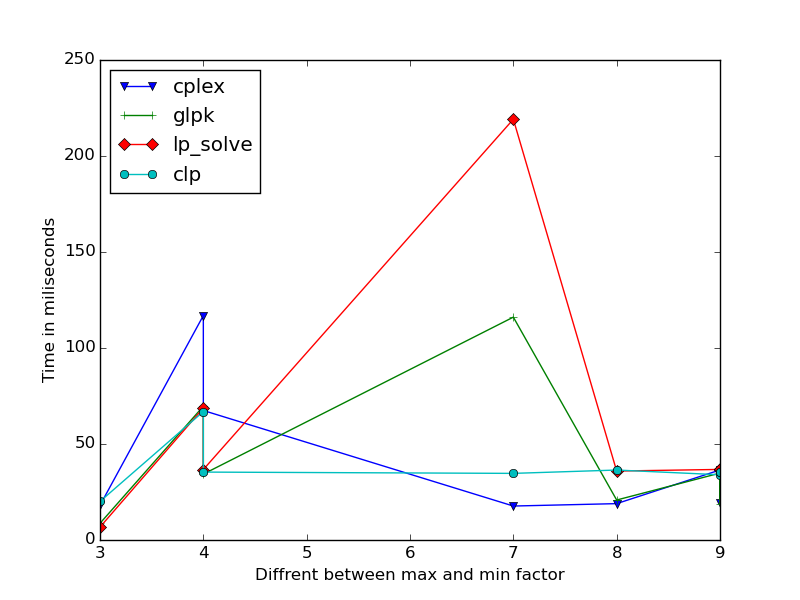 250
200
150
100
50
0
Time in miliseconds
cplex
glpk
lp_solve
clp
3 4 5 6 7 8 9
Diffrent between max and min factor